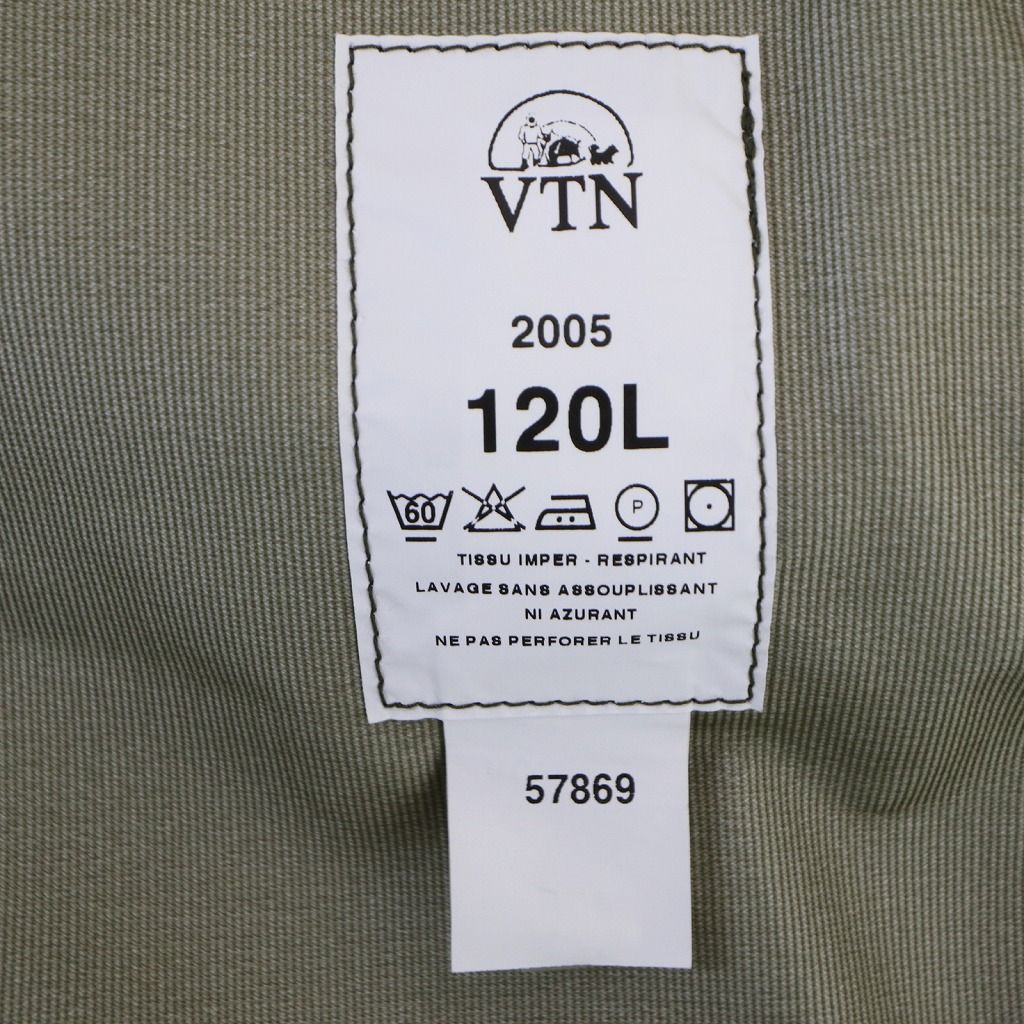 VTN
2005
120L
60 P
TISSU IMPER - RESPIRANT
LAVAGE SANS ASSOUPLISSANT
NI AZURANT
NE PAS PERFORER LE TISSU
57869